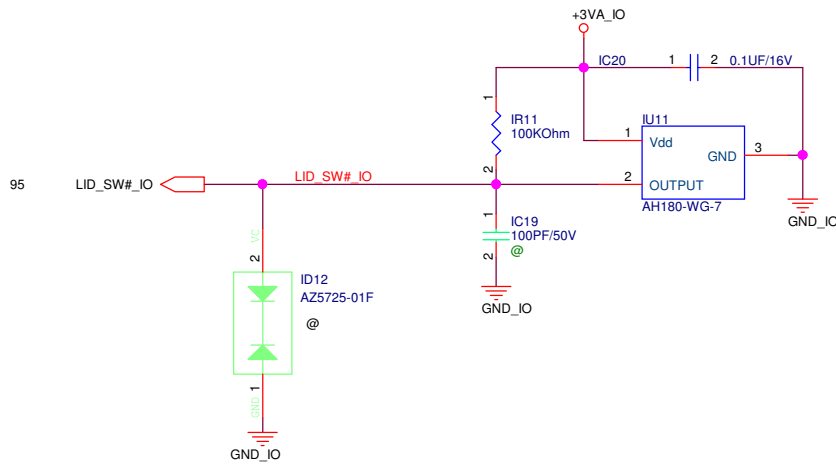 +3VA_IO
IC20
1
2
0.1UF/16V
1
IR11
100KOhm
2
IU11
1
Vdd
GND
3
2
OUTPUT
AH180-WG-7
GND_IO
95
LID_SW#_IO
LID_SW#_IO
1
IC19
100PF/50V
@
2
GND_IO
VC
2
ID12
AZ5725-01F
@
1
GND
GND_IO